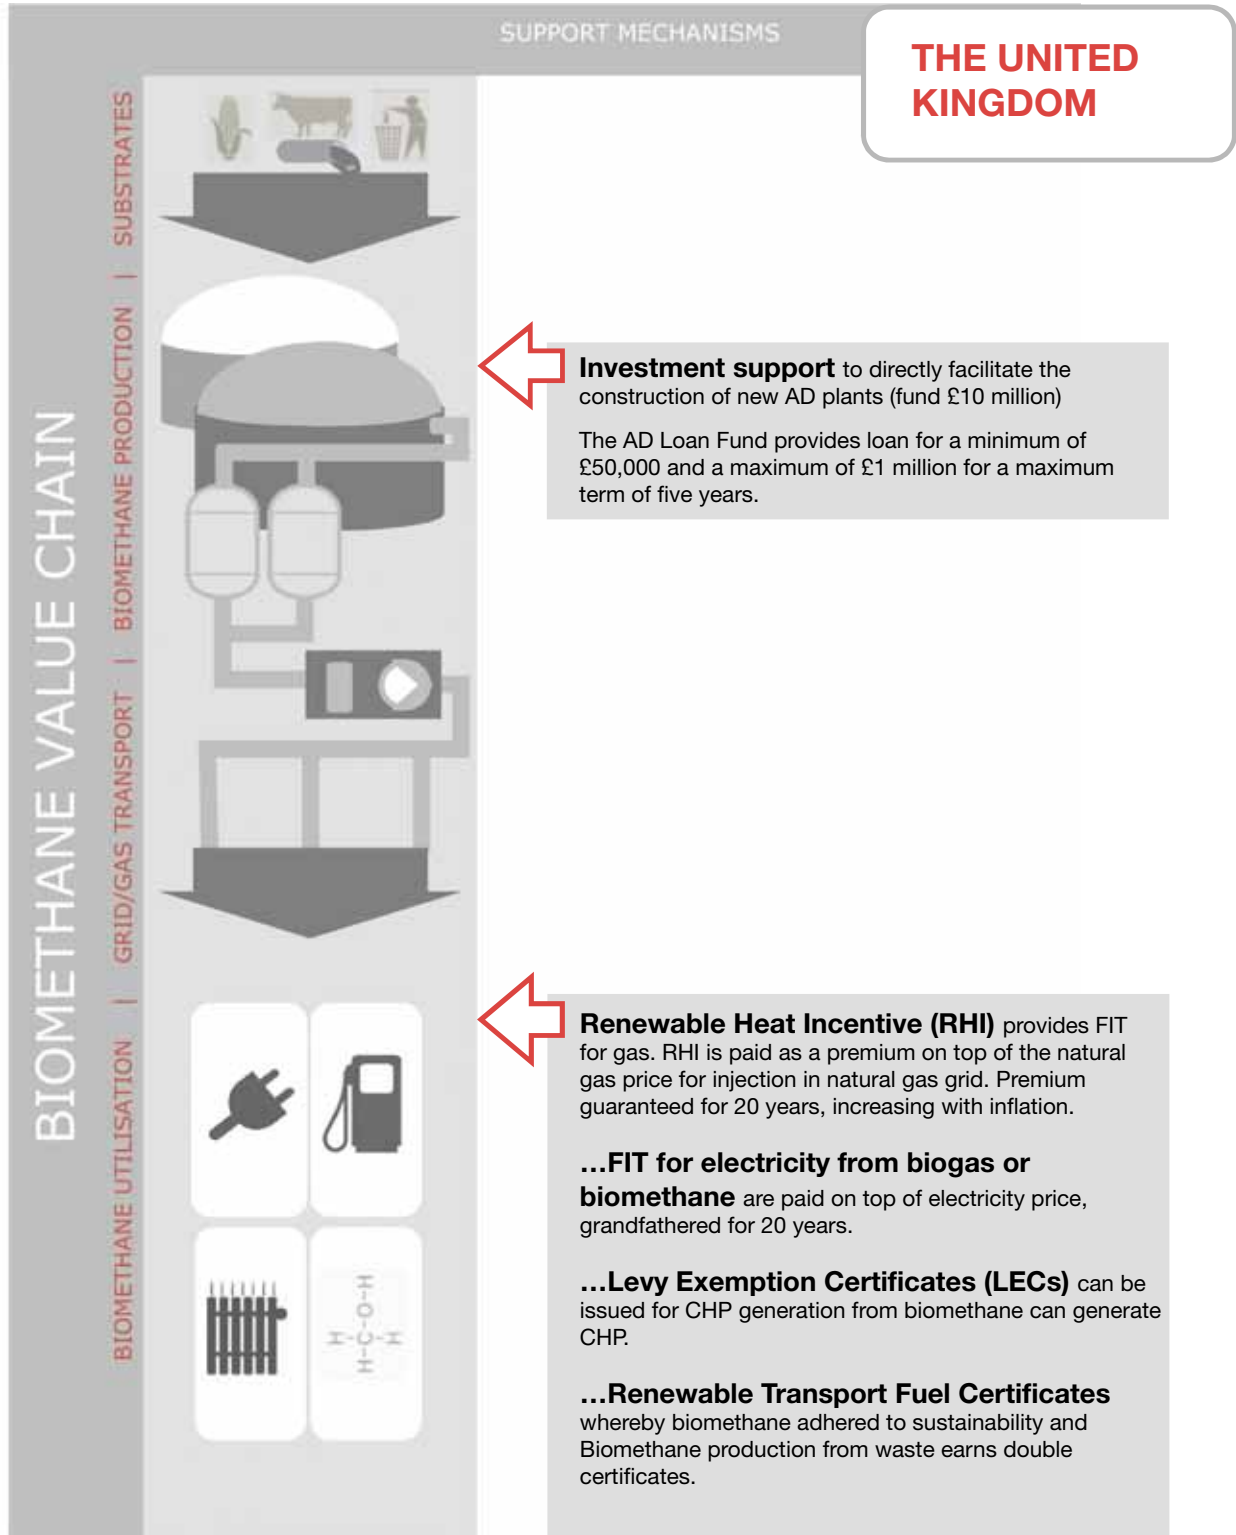 SUPPORT MECHANISMS
THE UNITED
KINGDOM
BIOMETHANE VALUE CHAIN
BIOMETHANE UTILISATION | GRID/GAS TRANSPORT | BIOMETHANE PRODUCTION | SUBSTRATES
Investment support to directly facilitate the
construction of new AD plants (fund £10 million)
The AD Loan Fund provides loan for a minimum of
£50,000 and a maximum of £1 million for a maximum
term of five years.
Renewable Heat Incentive (RHI) provides FIT
for gas. RHI is paid as a premium on top of the natural
gas price for injection in natural gas grid. Premium
guaranteed for 20 years, increasing with inflation.
...FIT for electricity from biogas or
biomethane are paid on top of electricity price,
grandfathered for 20 years.
...Levy Exemption Certificates (LECs) can be
issued for CHP generation from biomethane can generate
CHP.
...Renewable Transport Fuel Certificates
whereby biomethane adhered to sustainability and
Biomethane production from waste earns double
certificates.
H
H-C-O-H
H